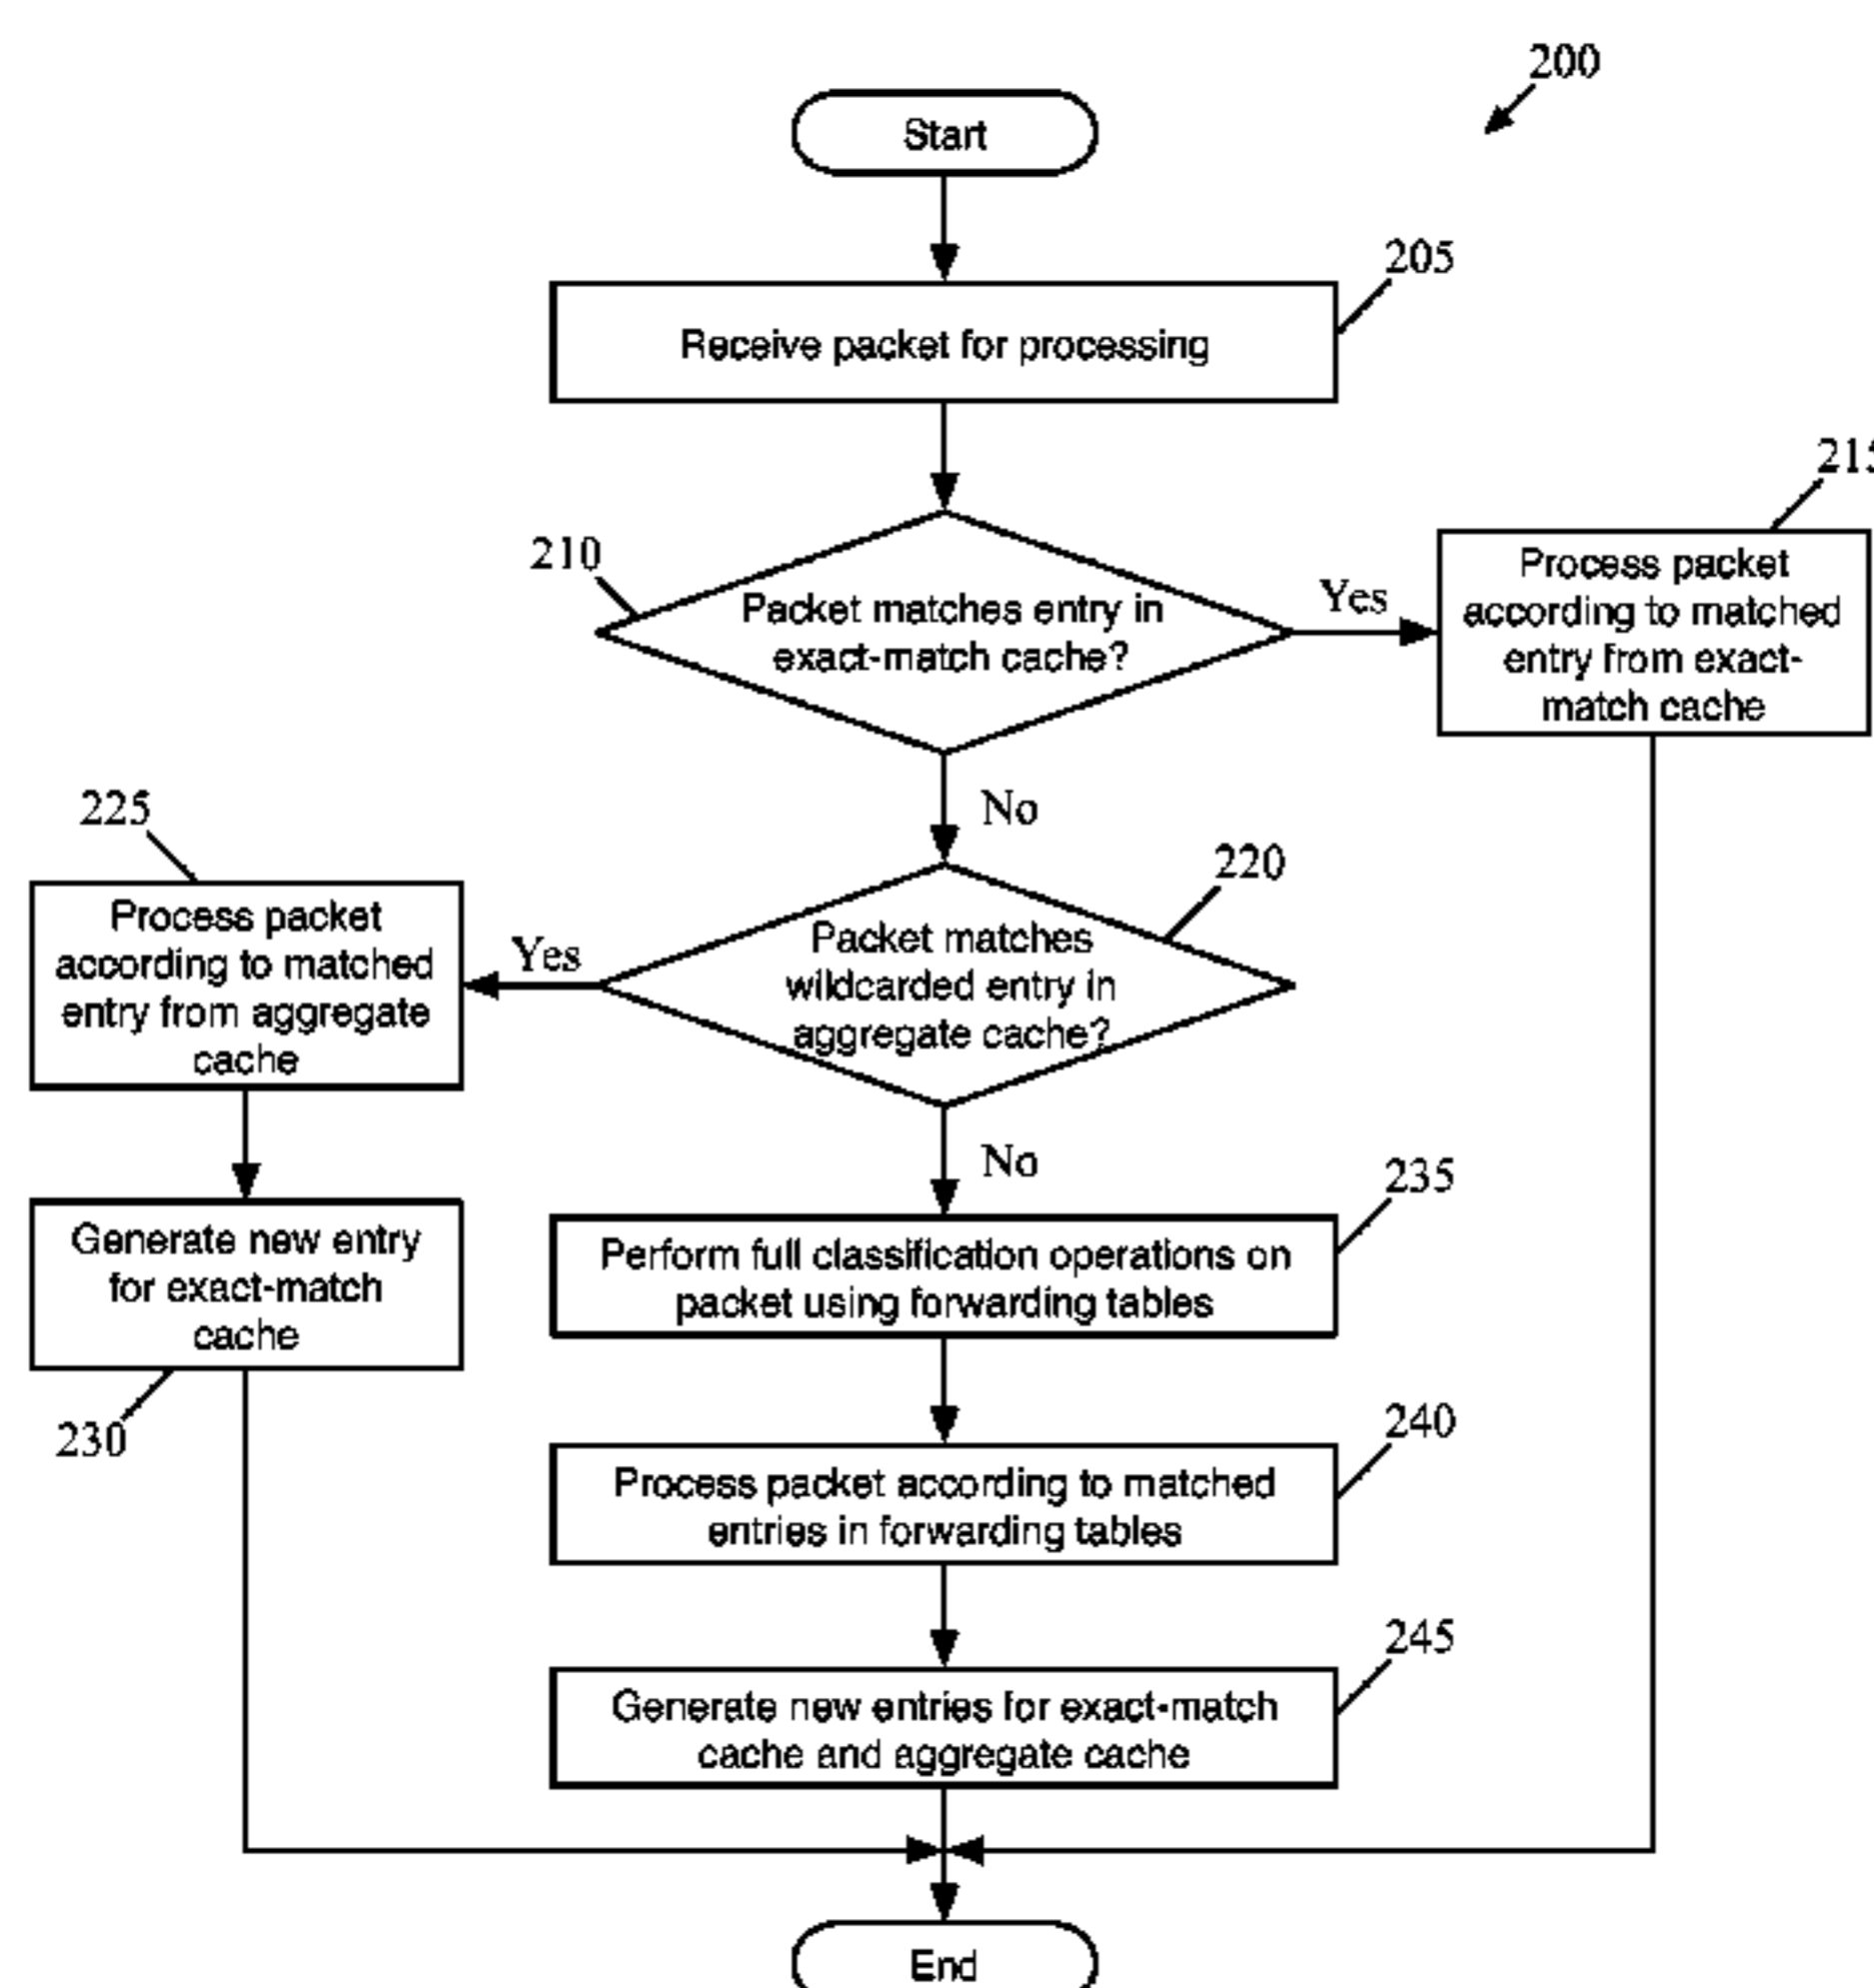 200
Start
205
Receive packet for processing
215
210
Packet matches entry in
exact-match cache?
Yes
Process packet
according to matched
entry from exact-
match cache
No
225
220
Process packet
according to matched
entry from aggregate
cache
Yes
Packet matches
wildcarded entry in
aggregate cache?
No
235
Generate new entry
for exact-match
cache
230
Perform full classification operations on
packet using forwarding tables
240
Process packet according to matched
entries in forwarding tables
245
Generate new entries for exact-match
cache and aggregate cache
End